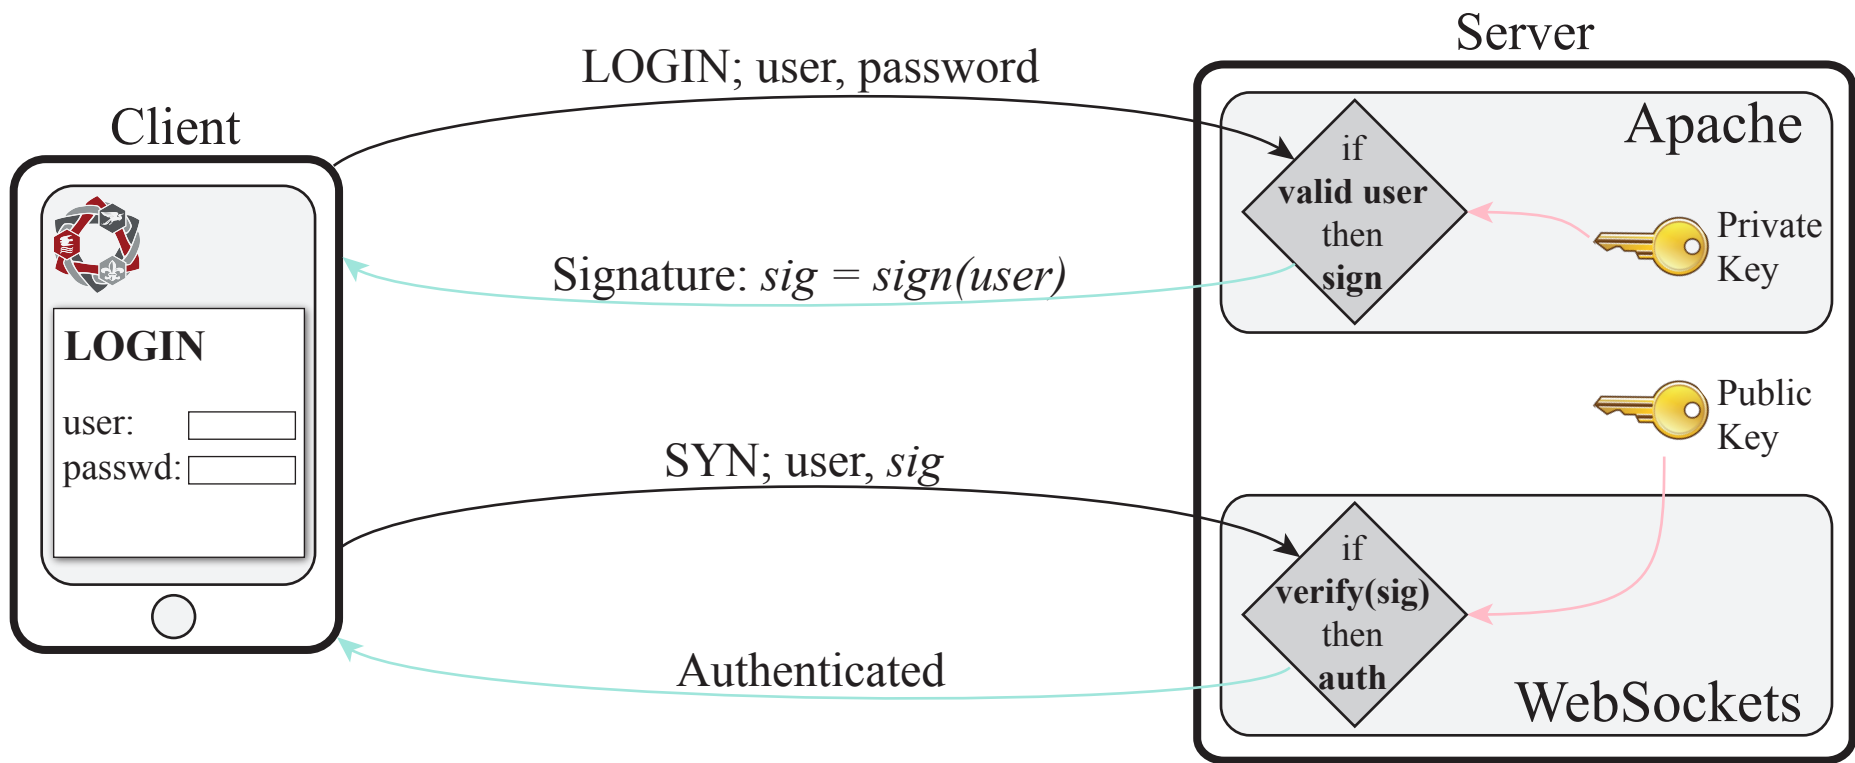 Server
LOGIN; user, password
Client
Apache
if
valid user
then
sign
Private
Key
Signature: sig = sign(user)
LOGIN
user:
passwd:
Public
Key
SYN; user, sig
if
verify(sig)
then
auth
Authenticated
WebSockets